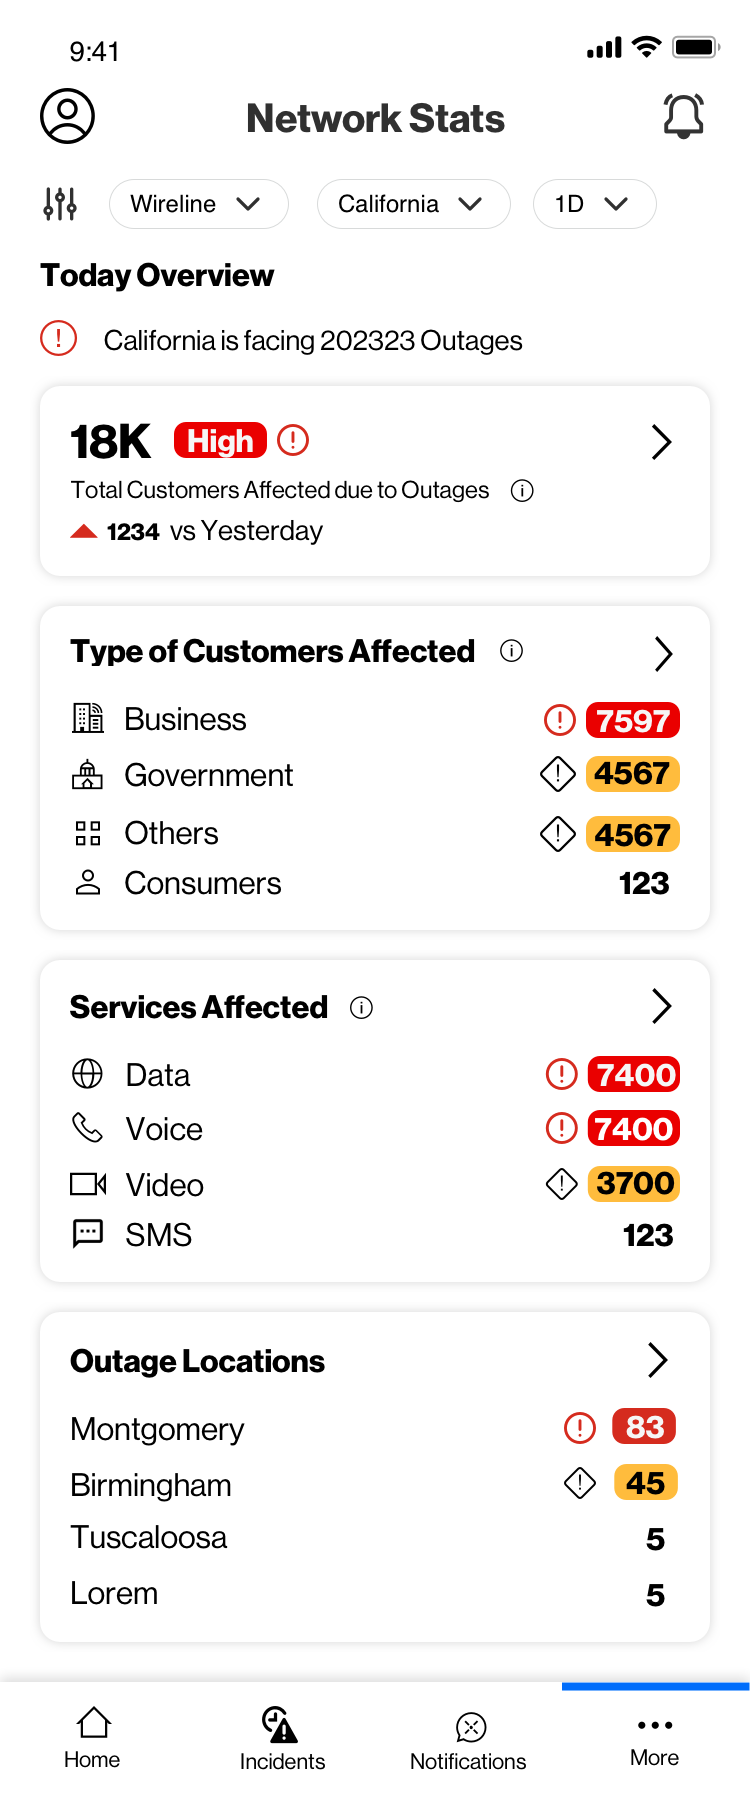 9:41
Network Stats
Wireline California 1D
Today Overview
California is facing 202323 Outages
18K High
Total Customers Affected due to Outages
1234 vs Yesterday
Type of Customers Affected
Business 7597
Government 4567
Others 4567
Consumers 123
Services Affected
Data 7400
Voice 7400
Video 3700
SMS 123
Outage Locations
Montgomery 83
Birmingham 45
Tuscaloosa 5
Lorem 5
Home Incidents Notifications More